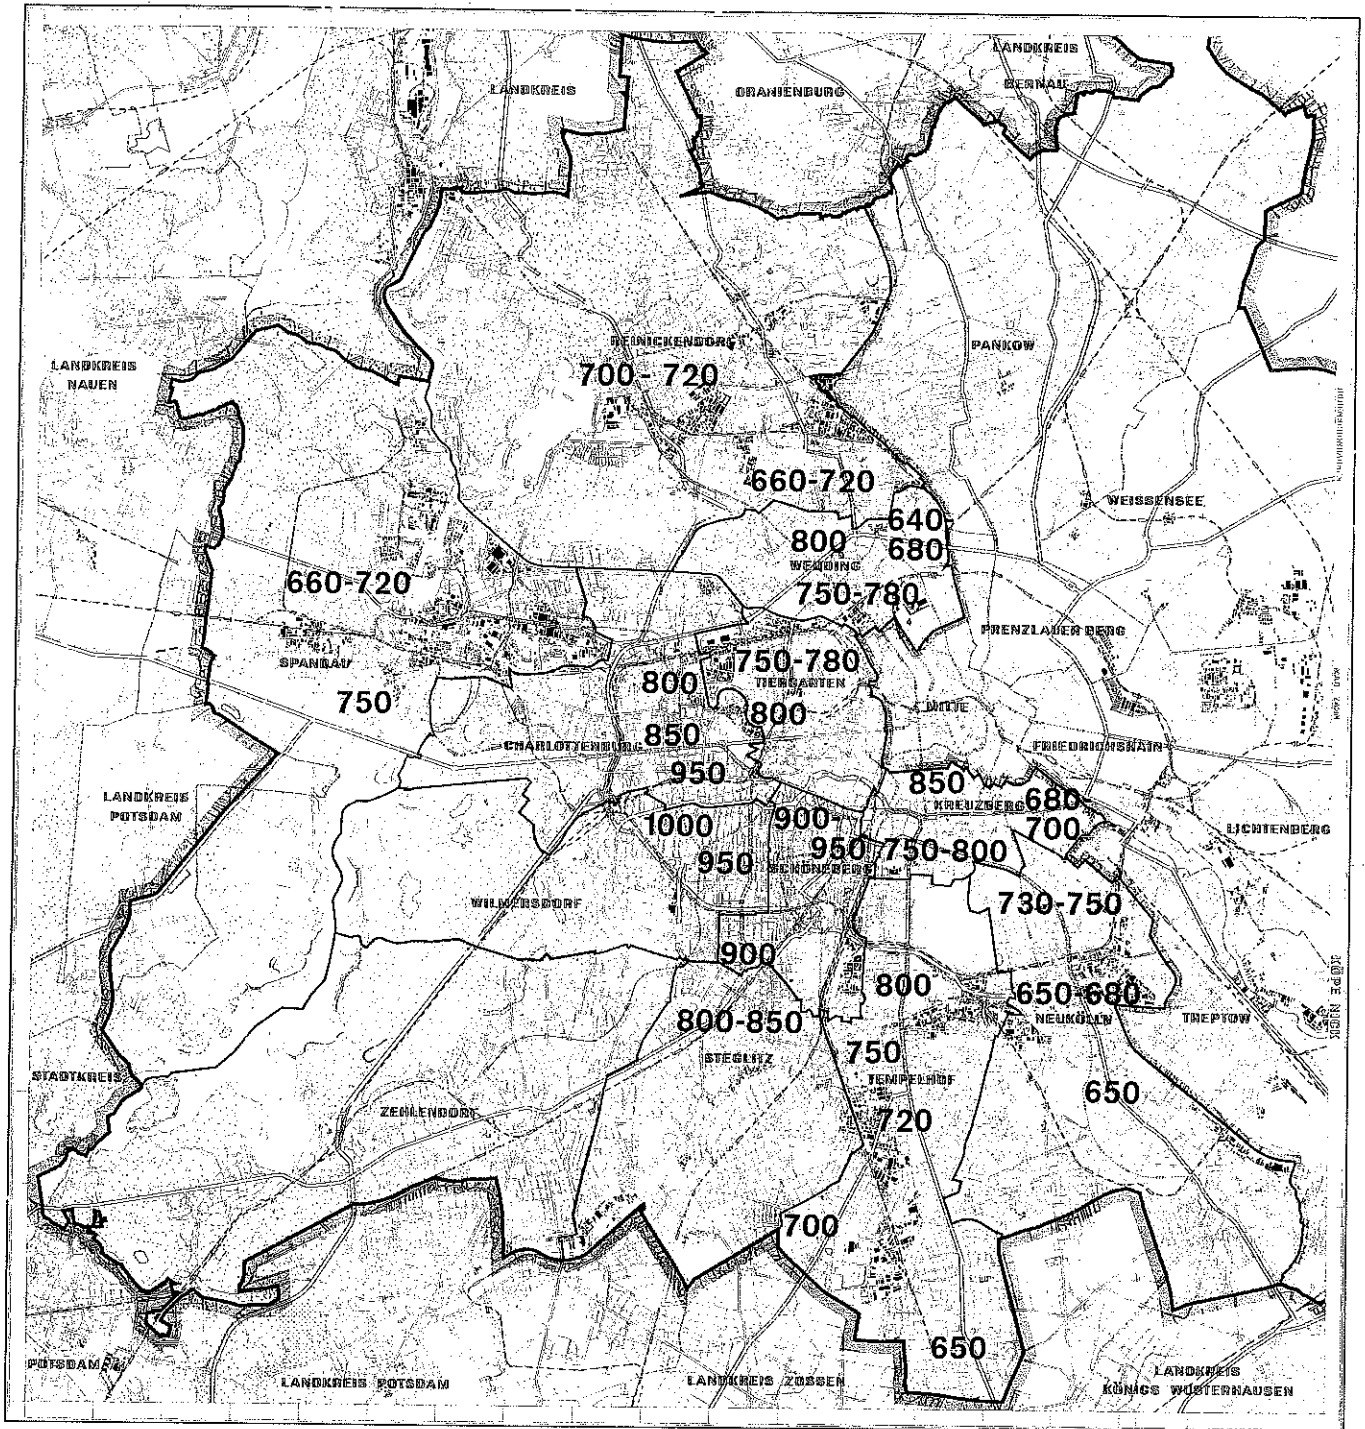 LANDKREIS
BERNAU
LANDKREIS
ORANIENBURG
REINICKENDORF
PANKOW
LANDKREIS
NAUEN
700 - 720
660-720
WEISSENSEE
640
680
800
WEDDING
660-720
750-780
PRENZLAUER BERG
SPANDAU
750-780
TIERGARTEN
800
750
800
MITTE
850
CHARLOTTENBURG
FRIEDRICHSHAIN
950
850
LANDKREIS
POTSDAM
KREUZBERG
680
700
1000
900-
950
LICHTENBERG
750-800
950
SCHÖNEBERG
WILMERSDORF
730-750
900
800
650-680
KÖPENICK
800-850
NEUKÖLLN
TREPTOW
STEGLITZ
750
STADTKREIS
TEMPELHOF
650
ZEHLENDORF
720
700
650
POTSDAM
LANDKREIS POTSDAM
LANDKREIS ZOSSEN
LANDKREIS
KÖNIGS WUSTERHAUSEN